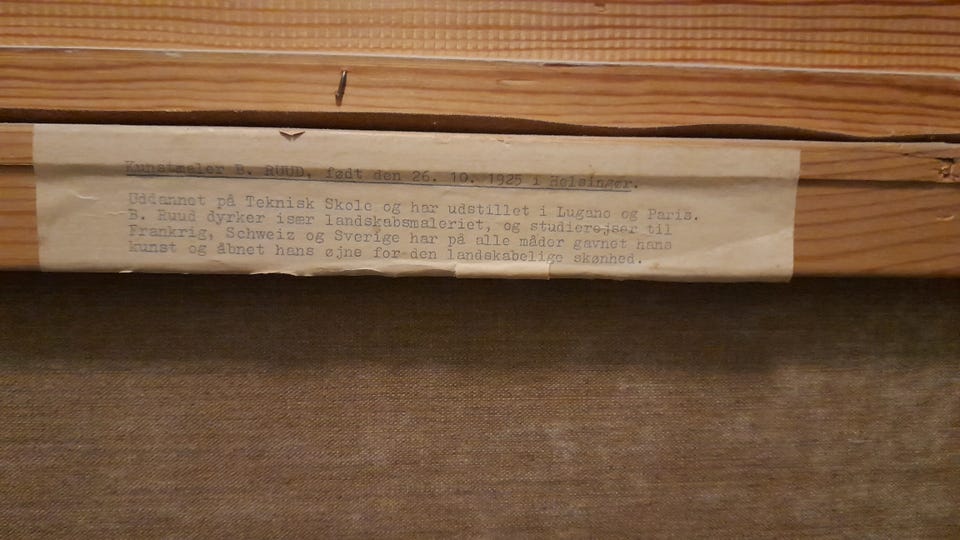 Kunstmaler B. RUUD, født den 26. 10. 1925 i Helsingør.
Uddannet på Teknisk Skole og har udstillet i Lugano og Paris.
B. Ruud dyrker især landskabsmaleriet, og studierejser til
Frankrig, Schweiz og Sverige har på alle måder gavnet hans
kunst og åbnet hans øjne for den landskabelige skønhed.